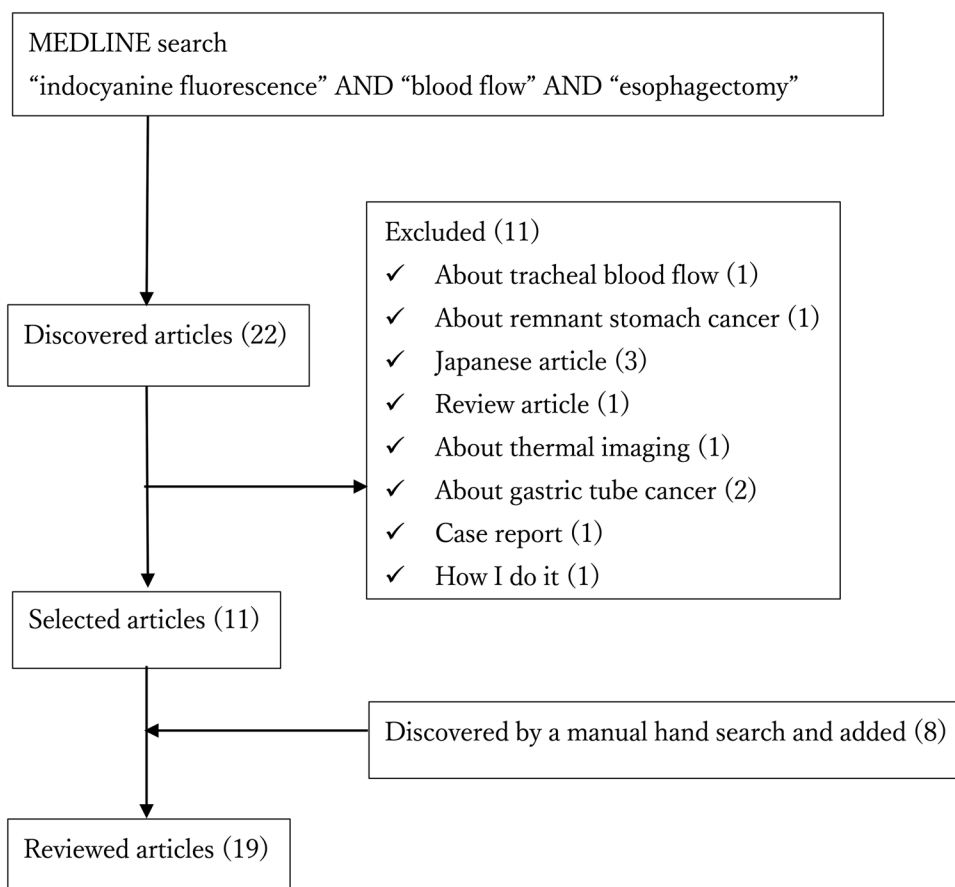 MEDLINE search
“indocyanine fluorescence” AND “blood flow” AND “esophagectomy”
Excluded (11)
✓ About tracheal blood flow (1)
✓ About remnant stomach cancer (1)
✓ Japanese article (3)
✓ Review article (1)
✓ About thermal imaging (1)
✓ About gastric tube cancer (2)
✓ Case report (1)
✓ How I do it (1)
Discovered articles (22)
Selected articles (11)
Discovered by a manual hand search and added (8)
Reviewed articles (19)